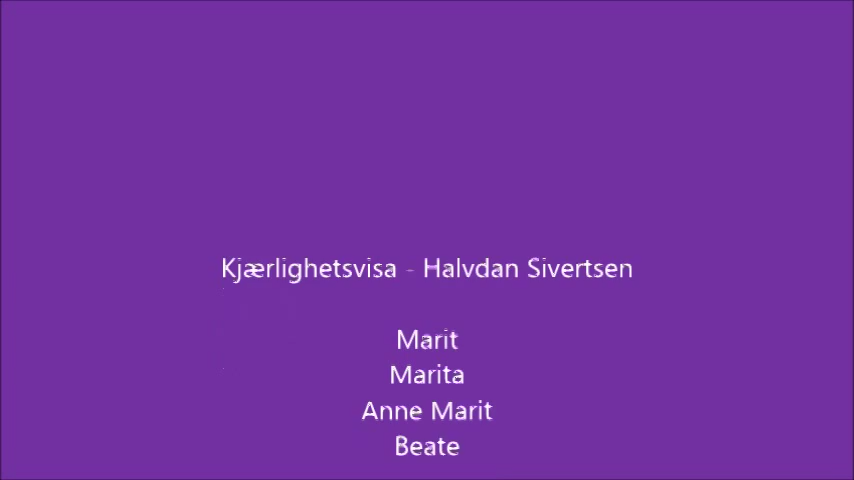 Kjærlighetsvisa - Halvdan Sivertsen
Marit
Marita
Anne Marit
Beate